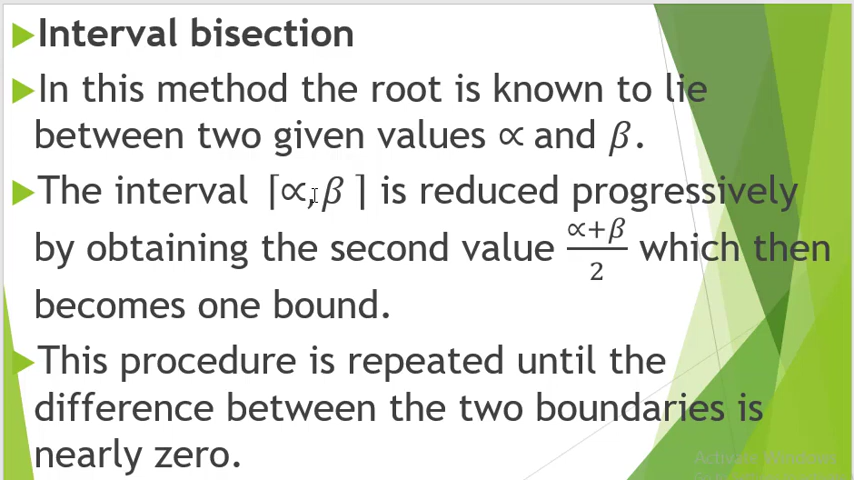 Interval bisection
In this method the root is known to lie
between two given values ∝ and β.
The interval ⌈∝,β⌉ is reduced progressively
by obtaining the second value (∝+β)/2 which then
becomes one bound.
This procedure is repeated until the
difference between the two boundaries is
nearly zero.
Activate Windows